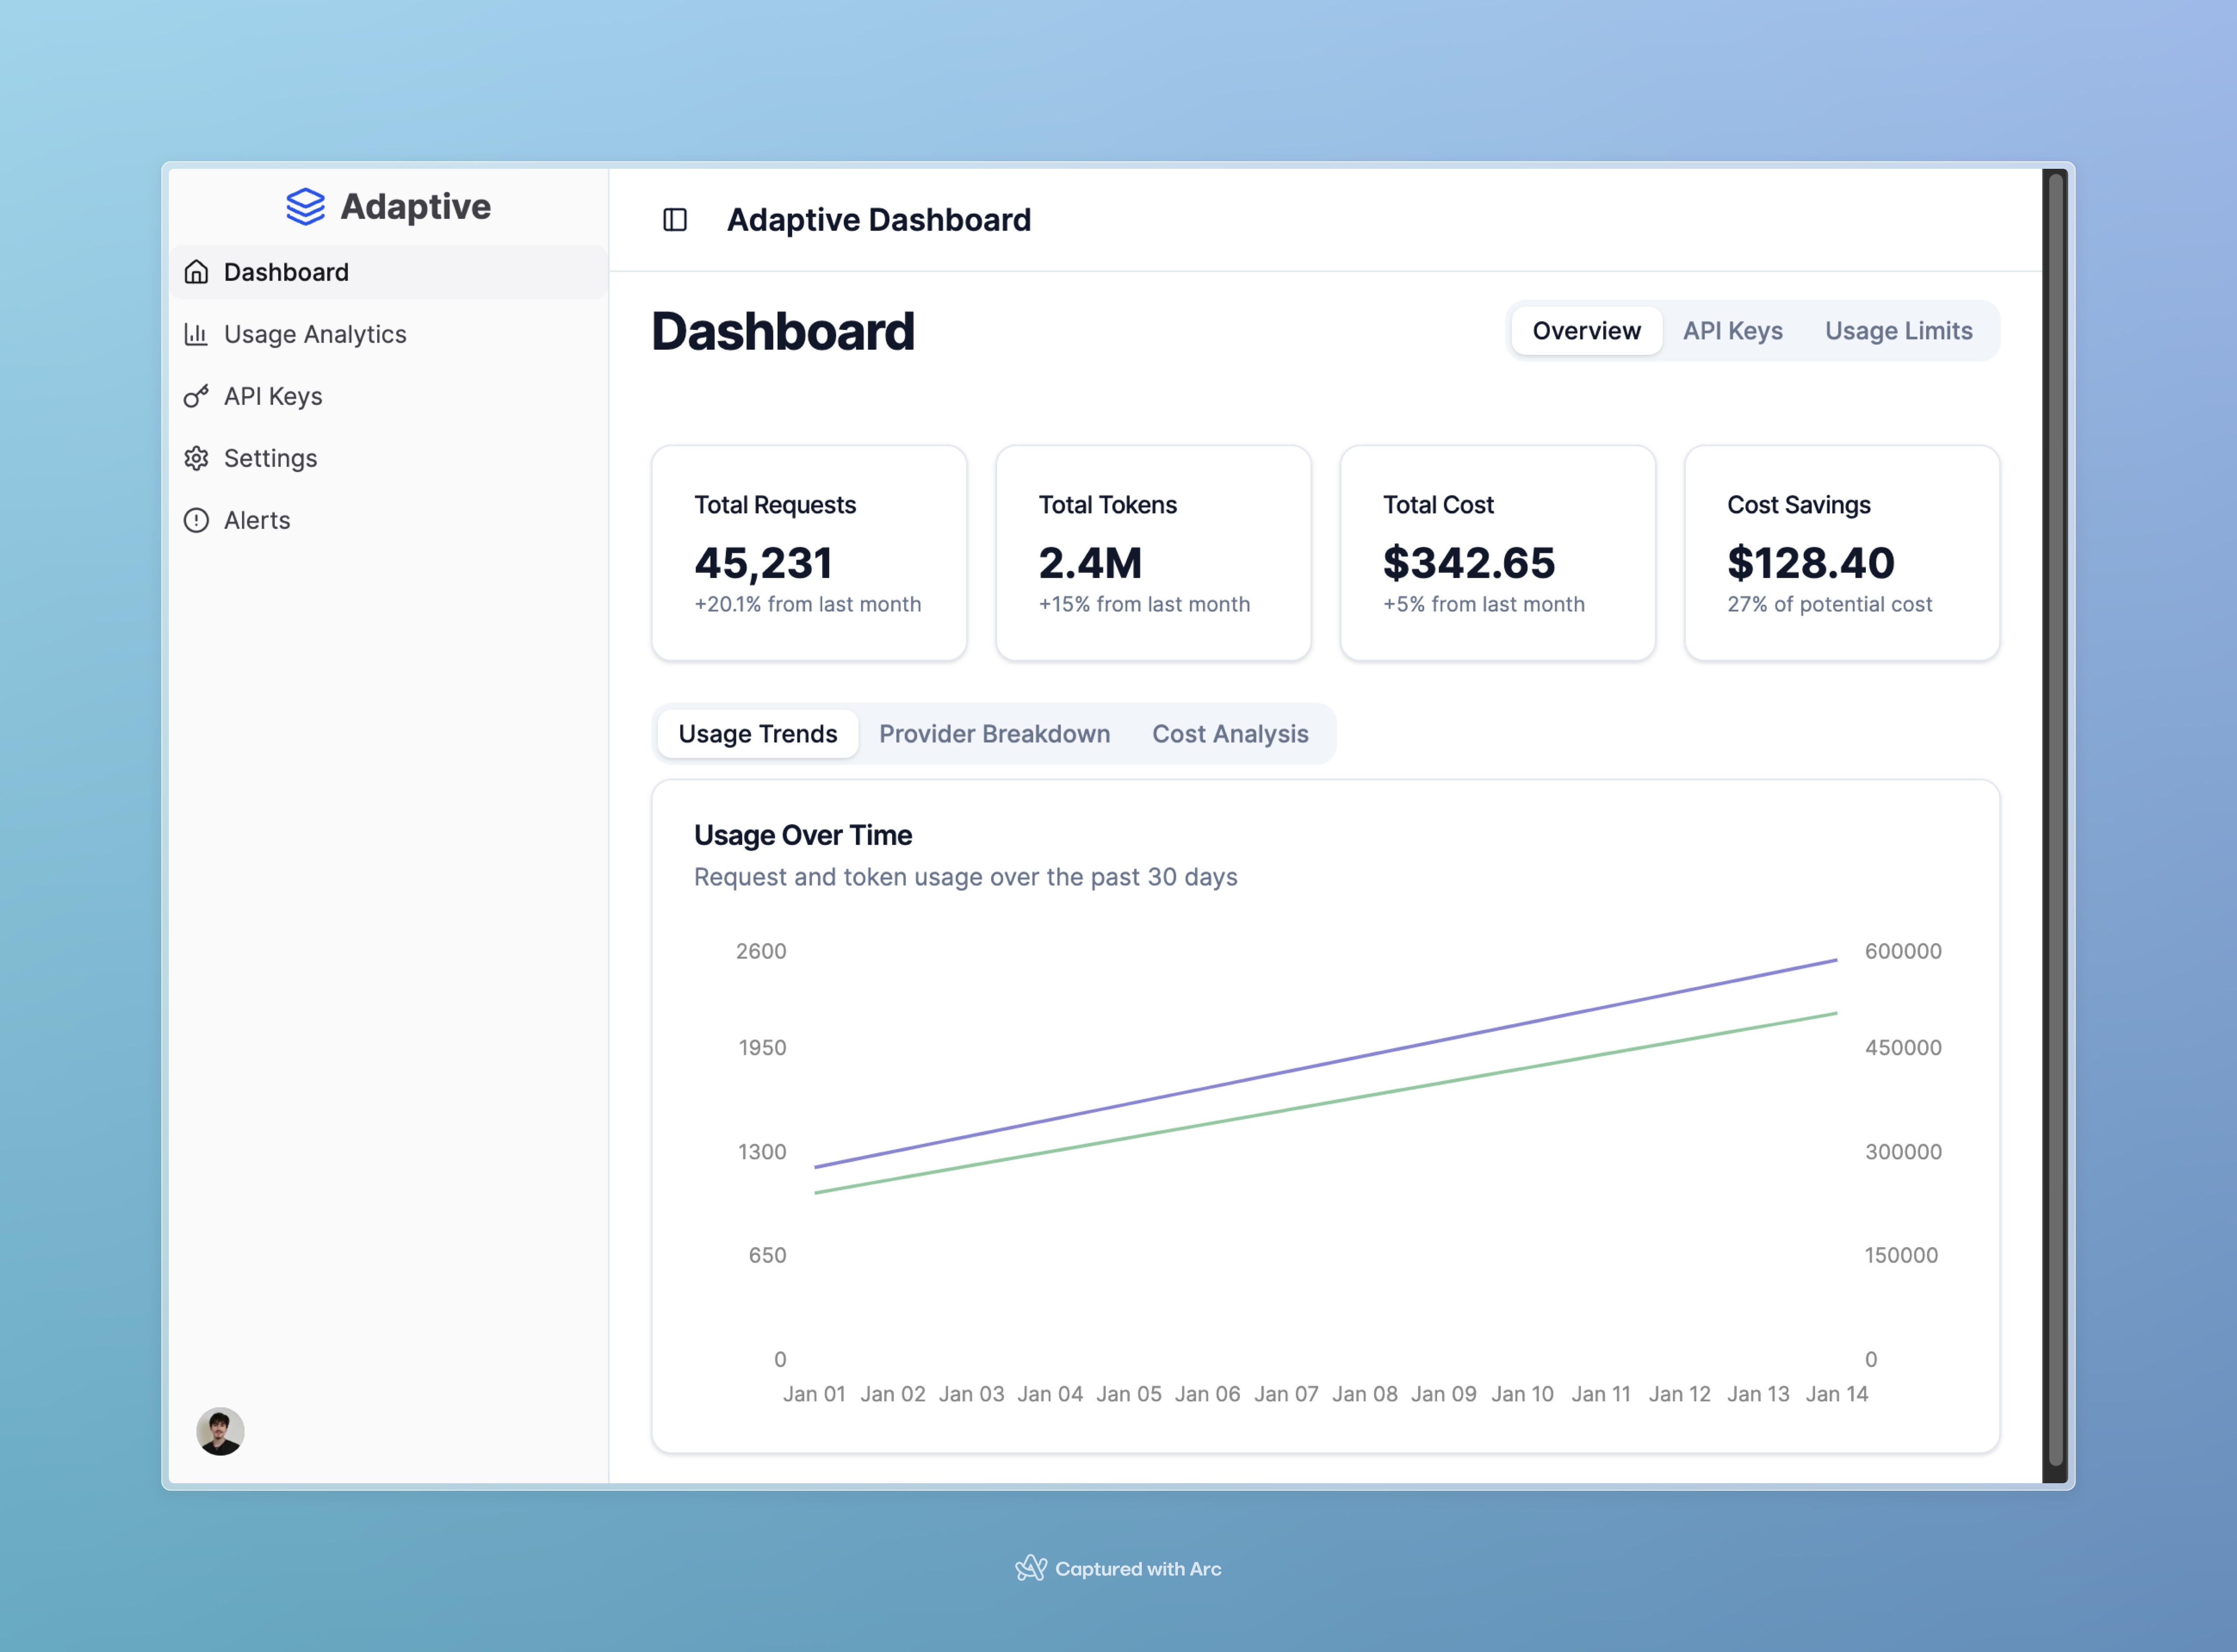 Adaptive
Dashboard
Usage Analytics
API Keys
Settings
Alerts
Adaptive Dashboard
Dashboard
Overview API Keys Usage Limits
Total Requests
45,231
+20.1% from last month
Total Tokens
2.4M
+15% from last month
Total Cost
$342.65
+5% from last month
Cost Savings
$128.40
27% of potential cost
Usage Trends Provider Breakdown Cost Analysis
Usage Over Time
Request and token usage over the past 30 days
2600
1950
1300
650
0
600000
450000
300000
150000
0
Jan 01 Jan 02 Jan 03 Jan 04 Jan 05 Jan 06 Jan 07 Jan 08 Jan 09 Jan 10 Jan 11 Jan 12 Jan 13 Jan 14
Captured with Arc